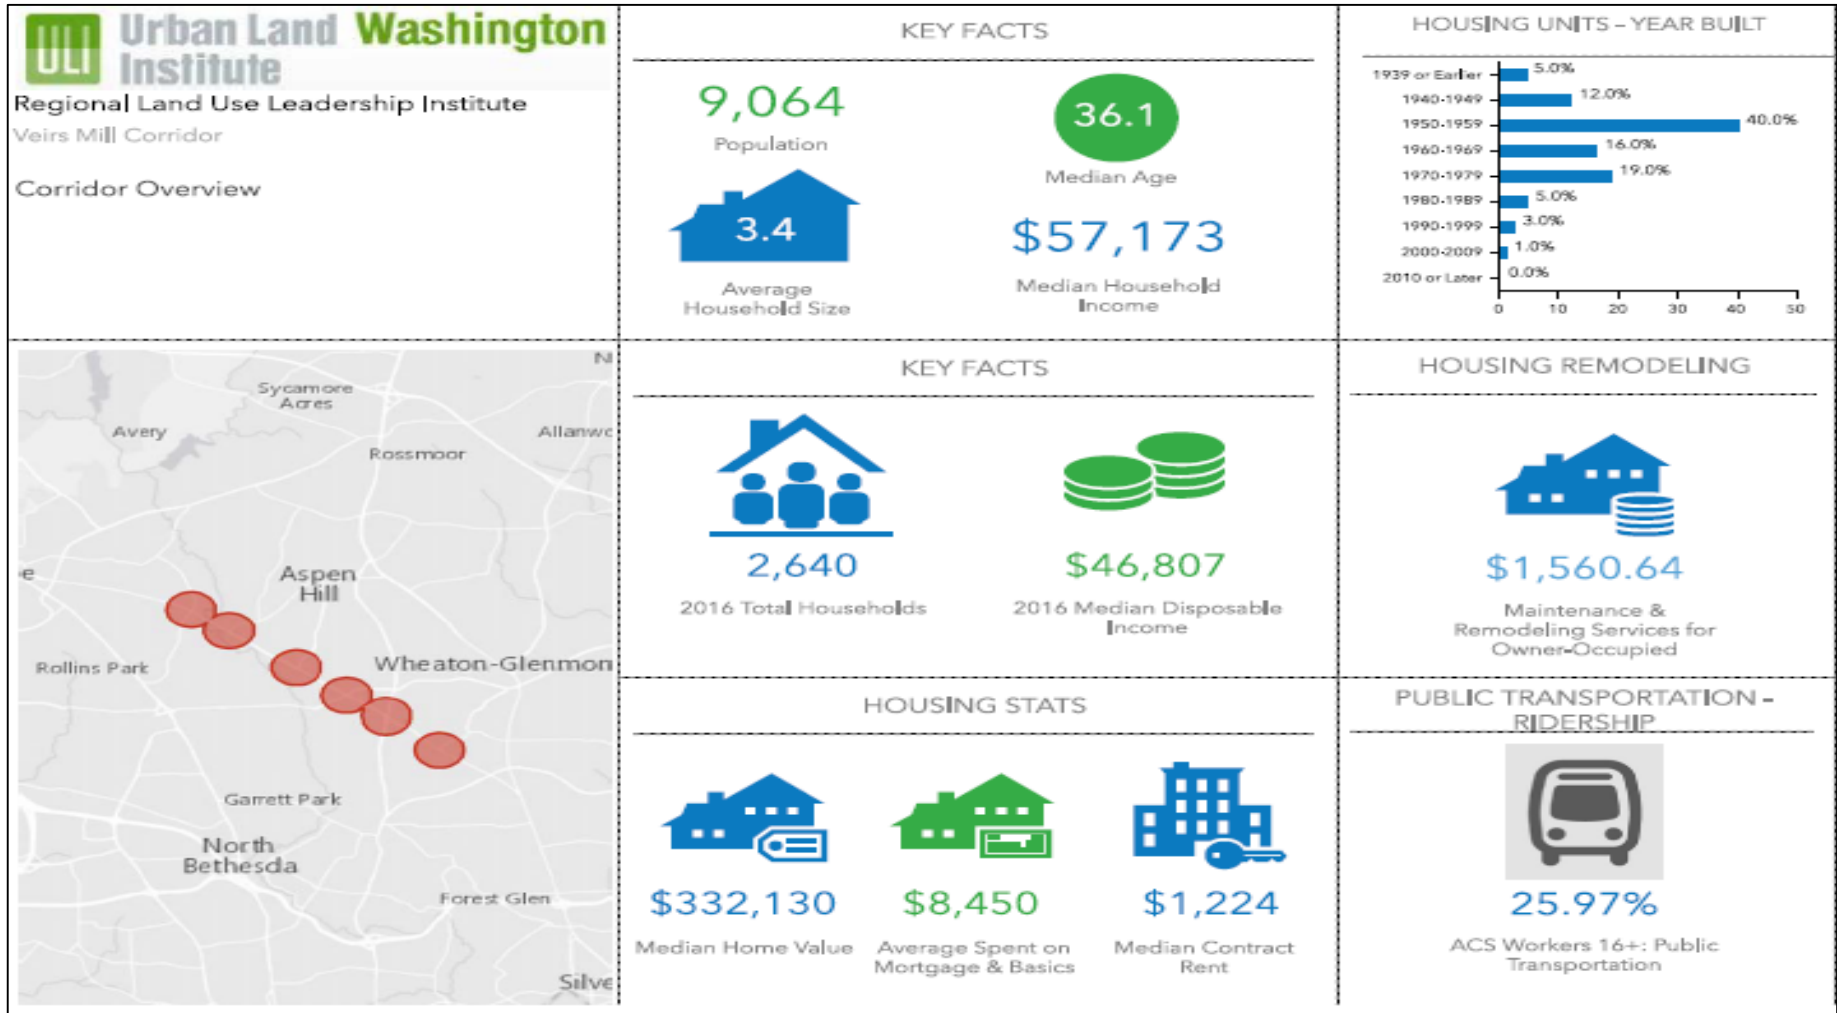 ULI Urban Land Washington
Institute
Regional Land Use Leadership Institute
Veirs Mill Corridor
Corridor Overview
KEY FACTS
9,064
Population
36.1
Median Age
3.4
Average
Household Size
$57,173
Median Household
Income
HOUSING UNITS - YEAR BUILT
1939 or Earlier 5.0%
1940-1949 12.0%
1950-1959 40.0%
1960-1969 16.0%
1970-1979 19.0%
1980-1989 5.0%
1990-1999 3.0%
2000-2009 1.0%
2010 or Later 0.0%
0 10 20 30 40 50
N
Sycamore
Acres
Avery
Allanwo
Rossmoor
e
Aspen
Hill
Rollins Park
Wheaton-Glenmon
Garrett Park
North
Bethesda
Forest Glen
Silve
KEY FACTS
2,640
2016 Total Households
$46,807
2016 Median Disposable
Income
HOUSING REMODELING
$1,560.64
Maintenance &
Remodeling Services for
Owner-Occupied
HOUSING STATS
$332,130
Median Home Value
$8,450
Average Spent on
Mortgage & Basics
$1,224
Median Contract
Rent
PUBLIC TRANSPORTATION -
RIDERSHIP
25.97%
ACS Workers 16+: Public
Transportation